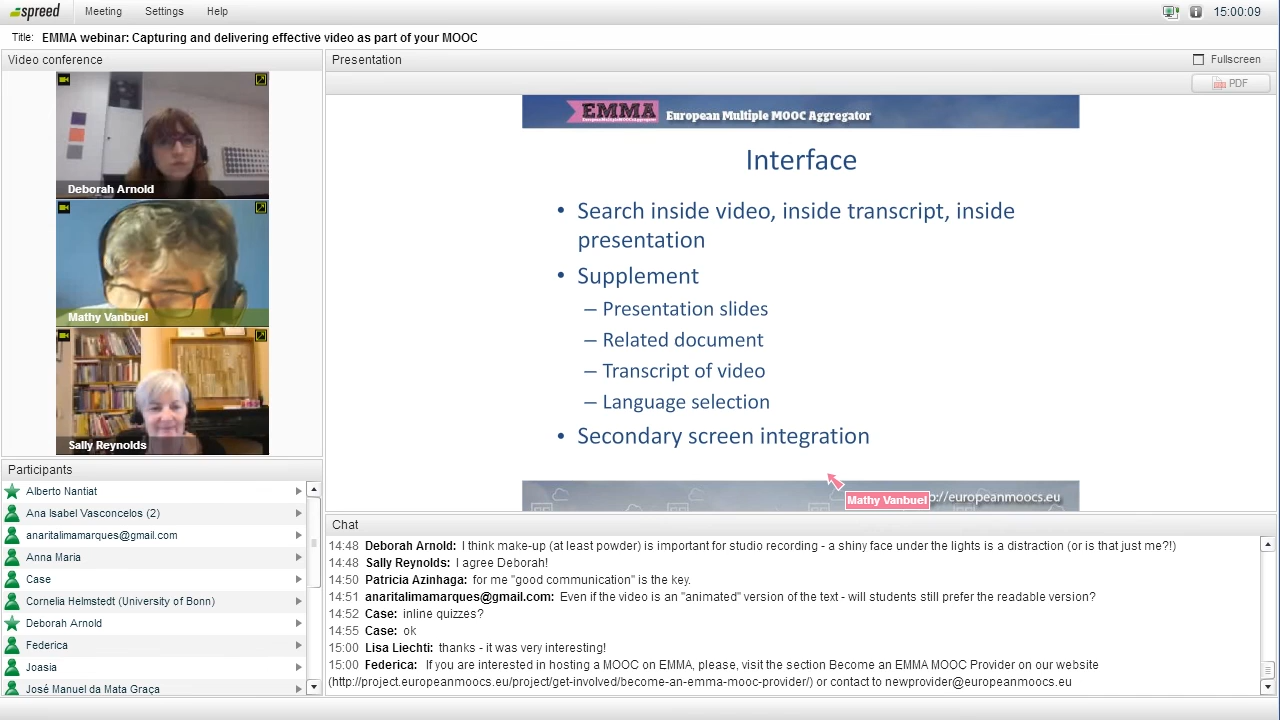 spreed
Meeting Settings Help
15:00:09
Title: EMMA webinar: Capturing and delivering effective video as part of your MOOC
Video conference
Deborah Arnold
Mathy Vanbuel
Sally Reynolds
Participants
Alberto Nantiat
Ana Isabel Vasconcelos (2)
anaritalimamarques@gmail.com
Anna Maria
Case
Cornelia Helmstedt (University of Bonn)
Deborah Arnold
Federica
Joasia
José Manuel da Mata Graça
Presentation
Fullscreen
PDF
EMMA European Multiple MOOC Aggregator
Interface
• Search inside video, inside transcript, inside
presentation
• Supplement
– Presentation slides
– Related document
– Transcript of video
– Language selection
• Secondary screen integration
Mathy Vanbuel
p://europeanmoocs.eu
Chat
14:48 Deborah Arnold: I think make-up (at least powder) is important for studio recording - a shiny face under the lights is a distraction (or is that just me?!)
14:48 Sally Reynolds: I agree Deborah!
14:50 Patricia Azinhaga: for me "good communication" is the key.
14:51 anaritalimamarques@gmail.com: Even if the video is an "animated" version of the text - will students still prefer the readable version?
14:52 Case: inline quizzes?
14:55 Case: ok
15:00 Lisa Liechti: thanks - it was very interesting!
15:00 Federica: If you are interested in hosting a MOOC on EMMA, please, visit the section Become an EMMA MOOC Provider on our website
(http://project.europeanmoocs.eu/project/get-involved/become-an-emma-mooc-provider/) or contact to newprovider@europeanmoocs.eu